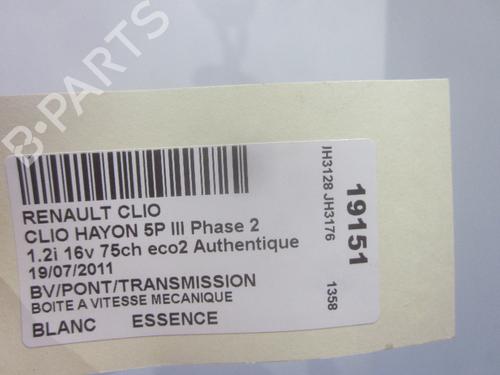 RENAULT CLIO
CLIO HAYON 5P III Phase 2
1.2i 16v 75ch eco2 Authentique
19/07/2011
BV/PONT/TRANSMISSION
BOITE A VITESSE MECANIQUE
BLANC ESSENCE
JH3128 JH3176
1358
19151
B-PARTS